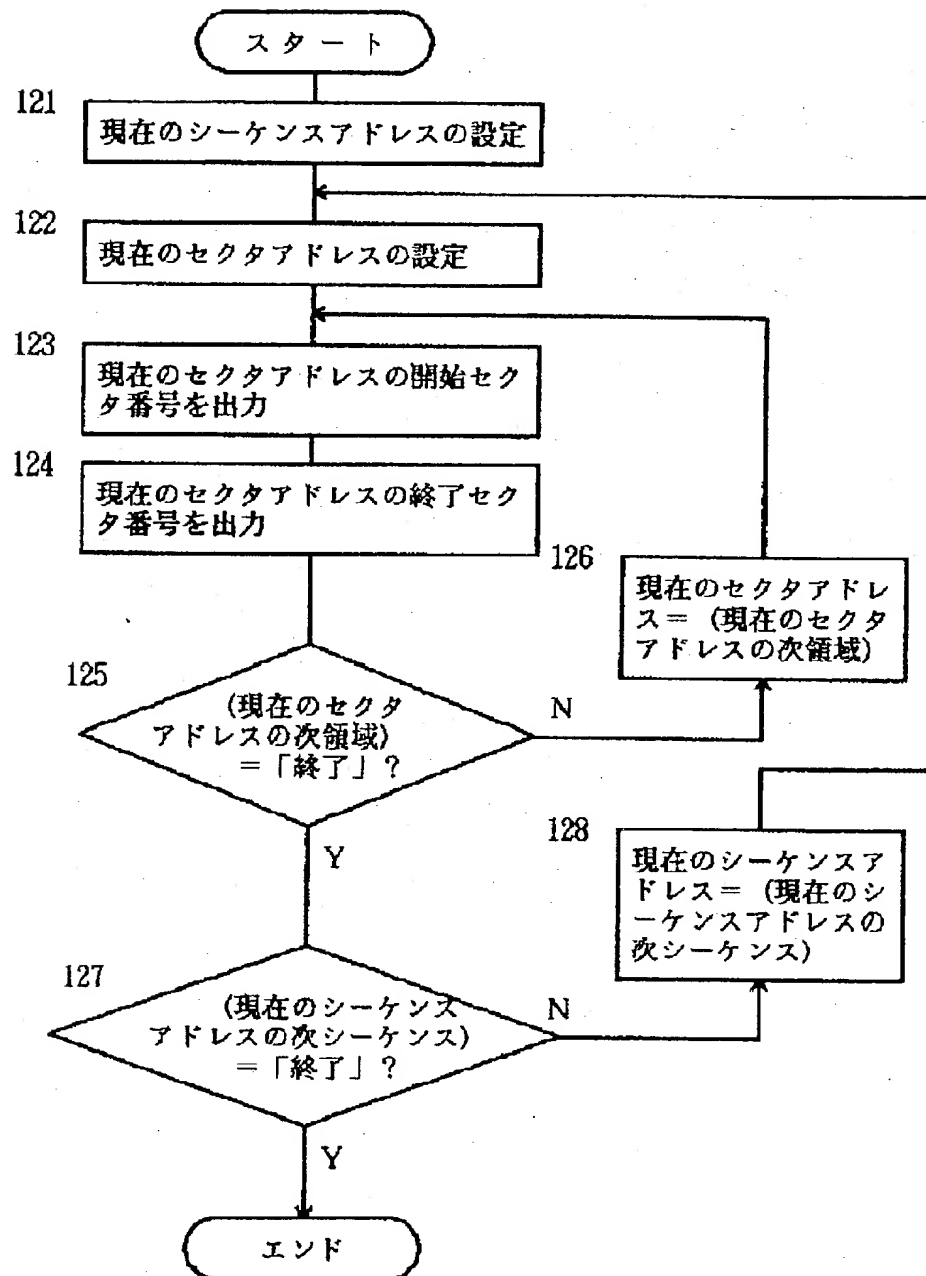 スタート
121
現在のシーケンスアドレスの設定
122
現在のセクタアドレスの設定
123
現在のセクタアドレスの開始セク
タ番号を出力
124
現在のセクタアドレスの終了セク
タ番号を出力
126
現在のセクタアドレ
ス=(現在のセクタ
アドレスの次領域)
125
(現在のセクタ
アドレスの次領域)
=「終了」?
N
Y
128
現在のシーケンスア
ドレス=(現在のシ
ーケンスアドレスの
次シーケンス)
127
(現在のシーケンス
アドレスの次シーケンス)
=「終了」?
N
Y
エンド